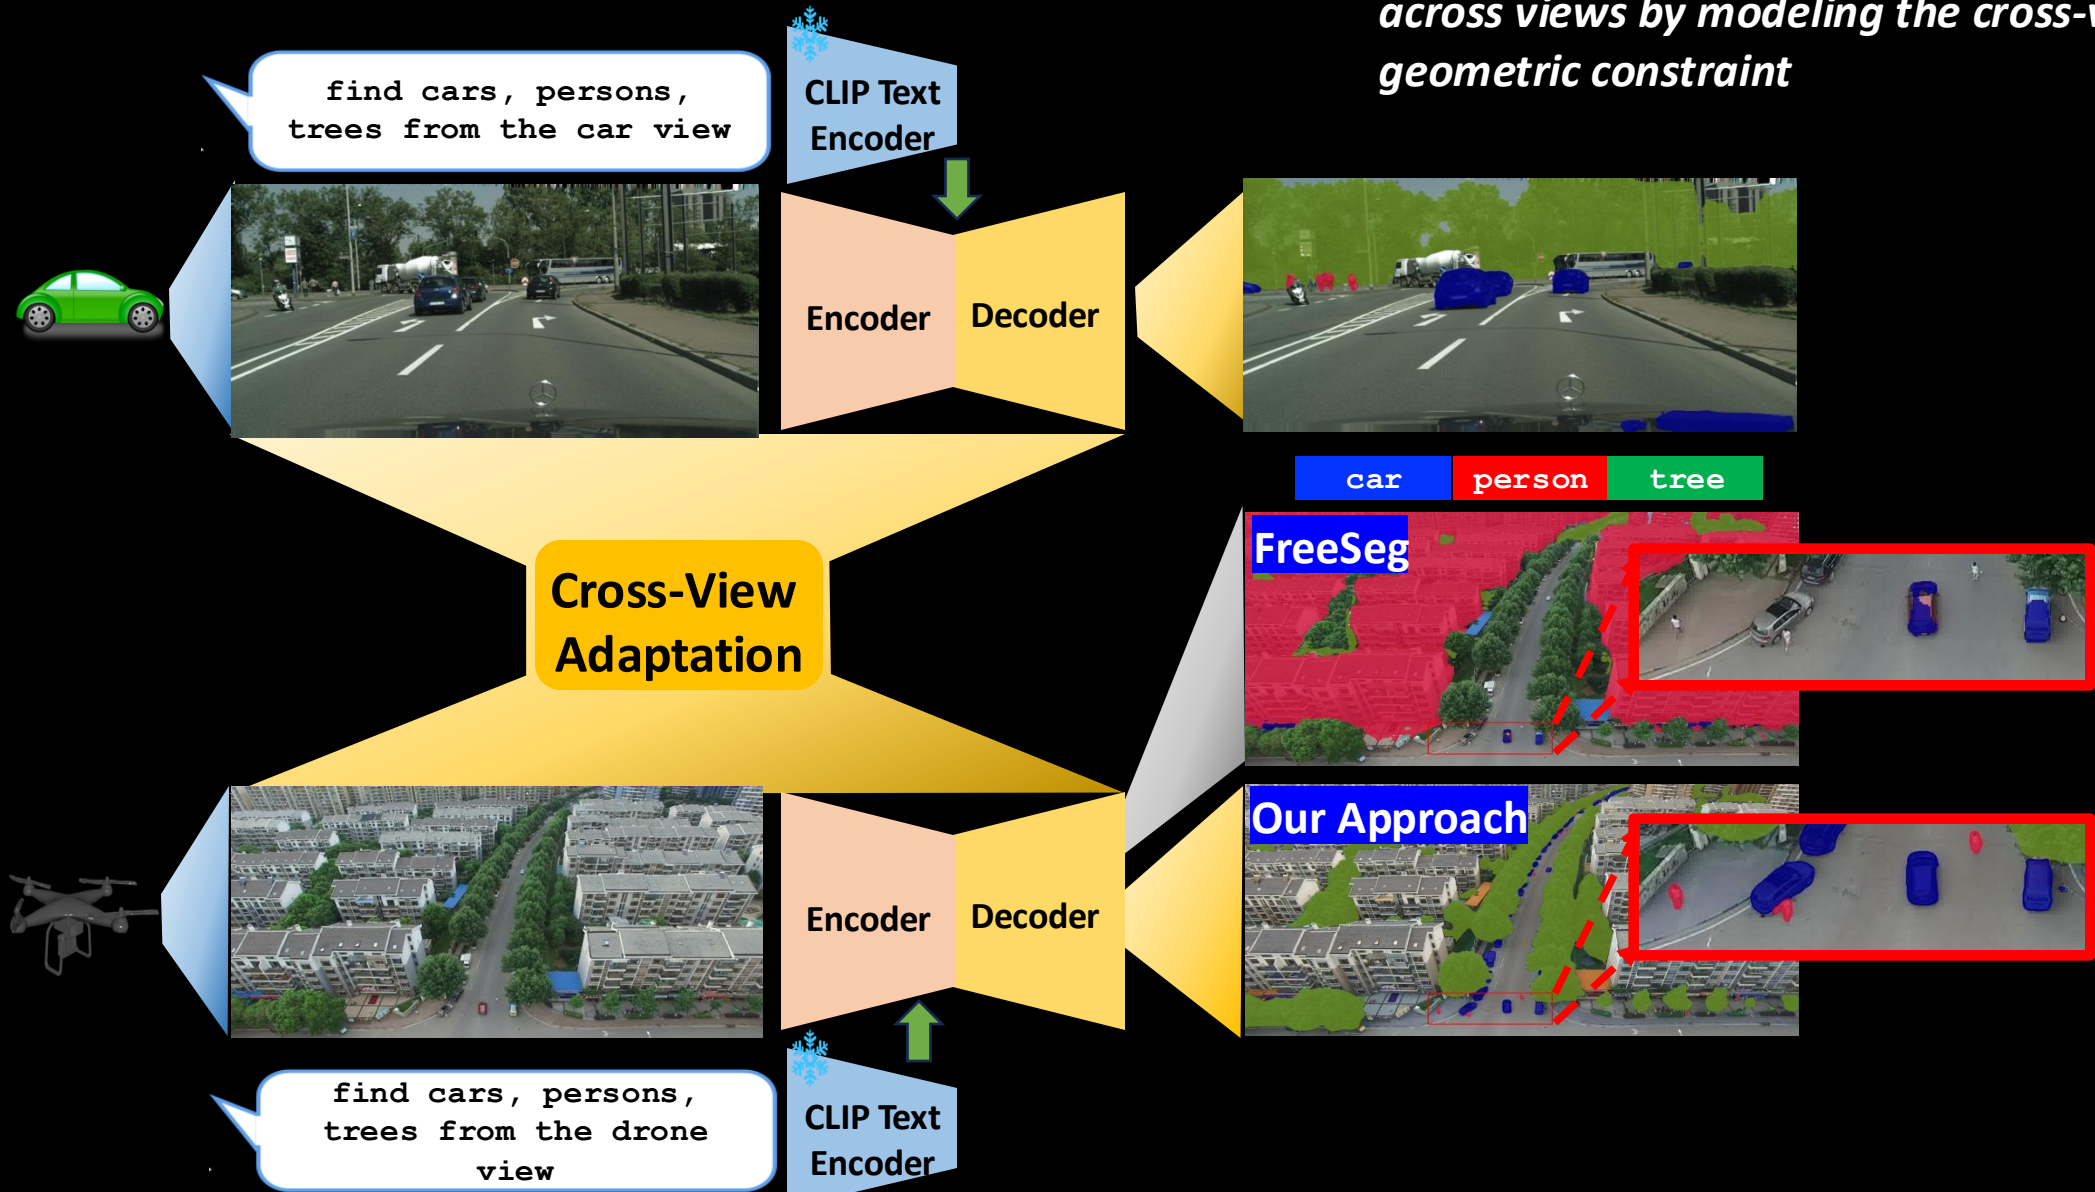 across views by modeling the cross-v
geometric constraint
find cars, persons,
trees from the car view
CLIP Text
Encoder
Encoder
Decoder
car
person
tree
FreeSeg
Cross-View
Adaptation
Our Approach
Encoder
Decoder
find cars, persons,
trees from the drone
view
CLIP Text
Encoder